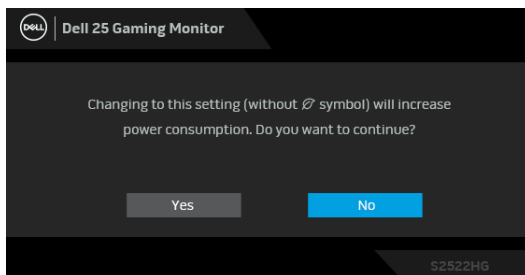 DELL Dell 25 Gaming Monitor
Changing to this setting (without symbol) will increase
power consumption. Do you want to continue?
Yes No
S2522HG